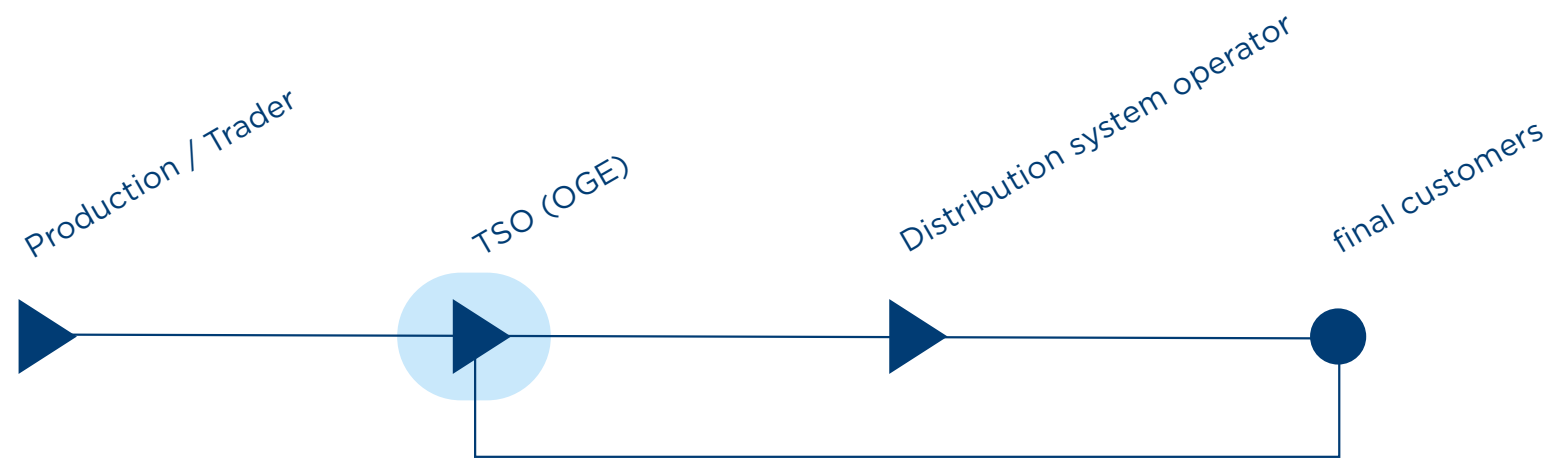 Production / Trader
TSO (OGE)
Distribution system operator
final customers